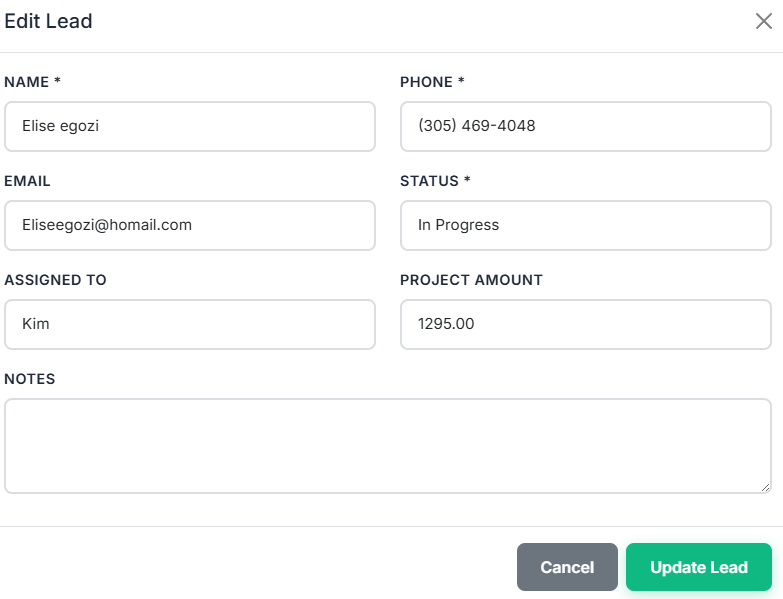 Edit Lead
NAME *
PHONE *
Elise egozi
(305) 469-4048
EMAIL
STATUS *
Eliseegozi@homail.com
In Progress
ASSIGNED TO
PROJECT AMOUNT
Kim
1295.00
NOTES
Cancel
Update Lead